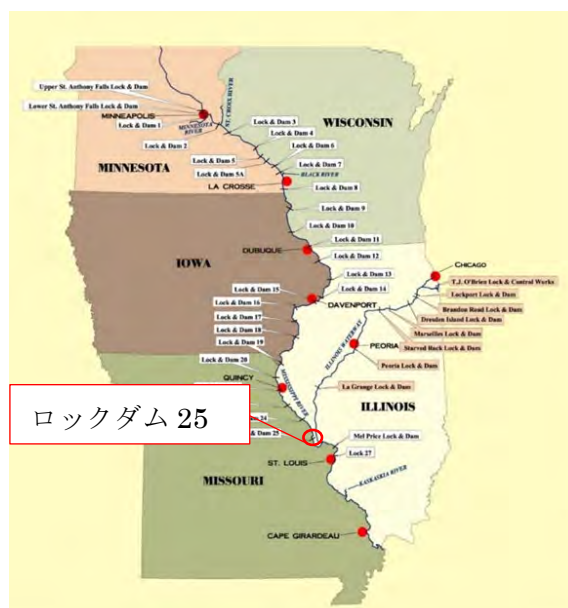 Upper St. Anthony Falls Lock & Dam
Lower St. Anthony Falls Lock & Dam
MINNEAPOLIS
Lock & Dam 1
MINNESOTA
RIVER
ST. CROIX RIVER
Lock & Dam 2
Lock & Dam 3
Lock & Dam 4
WISCONSIN
Lock & Dam 5
Lock & Dam 6
MINNESOTA
Lock & Dam 5A
Lock & Dam 7
BLACK RIVER
LA CROSSE
Lock & Dam 8
Lock & Dam 9
Lock & Dam 10
Lock & Dam 11
DUBUQUE
Lock & Dam 12
IOWA
Lock & Dam 13
CHICAGO
T.J. O'Brien Lock & Control Works
Lock & Dam 15
Lock & Dam 14
Lockport Lock & Dam
Lock & Dam 16
DAVENPORT
Brandon Road Lock & Dam
Lock & Dam 17
Dresden Island Lock & Dam
Lock & Dam 18
Marseilles Lock & Dam
ILLINOIS WATERWAY
PEORIA
Starved Rock Lock & Dam
Lock & Dam 19
Lock & Dam 20
Peoria Lock & Dam
QUINCY
MISSISSIPPI RIVER
La Grange Lock & Dam
ILLINOIS
ロックダム 25
24
& Dam 25
Mel Price Lock & Dam
ST. LOUIS
Lock 27
MISSOURI
KASKASKIA RIVER
CAPE GIRARDEAU